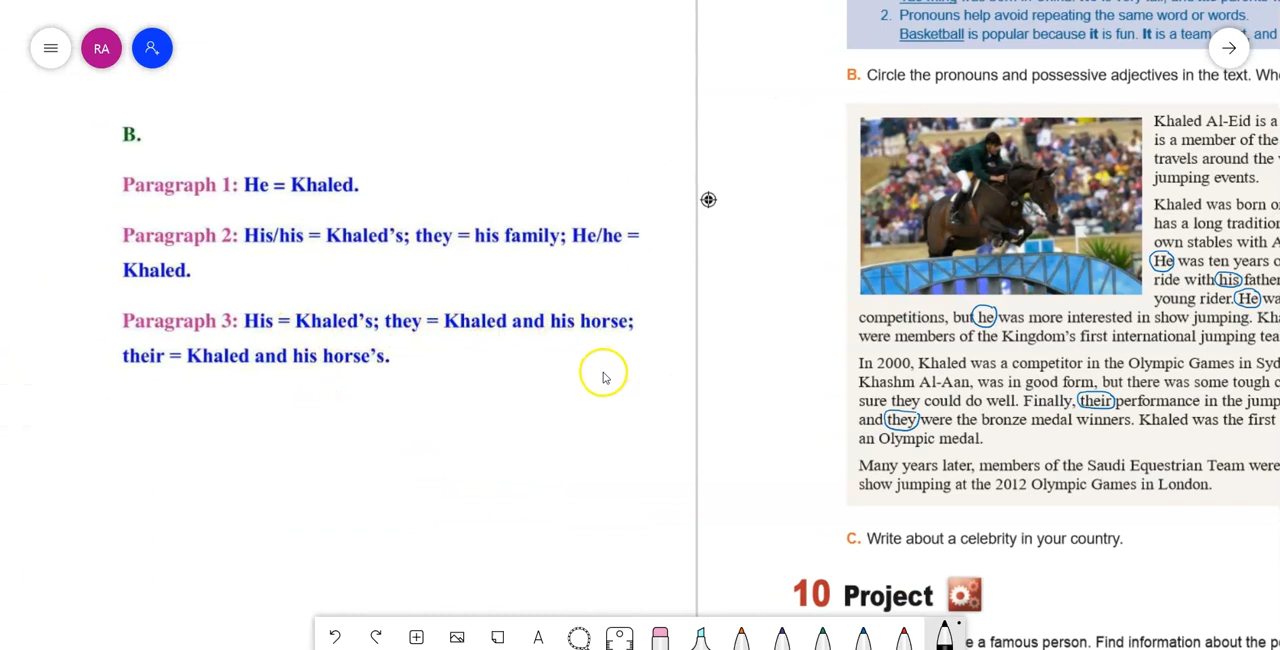 RA
B.
Paragraph 1: He = Khaled.
Paragraph 2: His/his = Khaled's; they = his family; He/he =
Khaled.
Paragraph 3: His = Khaled's; they = Khaled and his horse;
their = Khaled and his horse's.
2. Pronouns help avoid repeating the same word or words.
Basketball is popular because it is fun. It is a team and
B. Circle the pronouns and possessive adjectives in the text.
Khaled Al-Eid is a
is a member of the
travels around the
jumping events.
Khaled was born
has a long
own stables with
He was ten years
ride with his father
young rider. He
competitions, but he was more interested in show jumping.
were members of the Kingdom's first international jumping
In 2000, Khaled was a competitor in the Olympic Games in
Khashm Al-Aan, was in good form, but there was some tough
sure they could do well. Finally, their performance in the
and they were the bronze medal winners. Khaled was the first
an Olympic medal.
Many years later, members of the Saudi Equestrian Team were
show jumping at the 2012 Olympic Games in London.
C. Write about a celebrity in your country.
10 Project
A
e a famous person. Find information about the